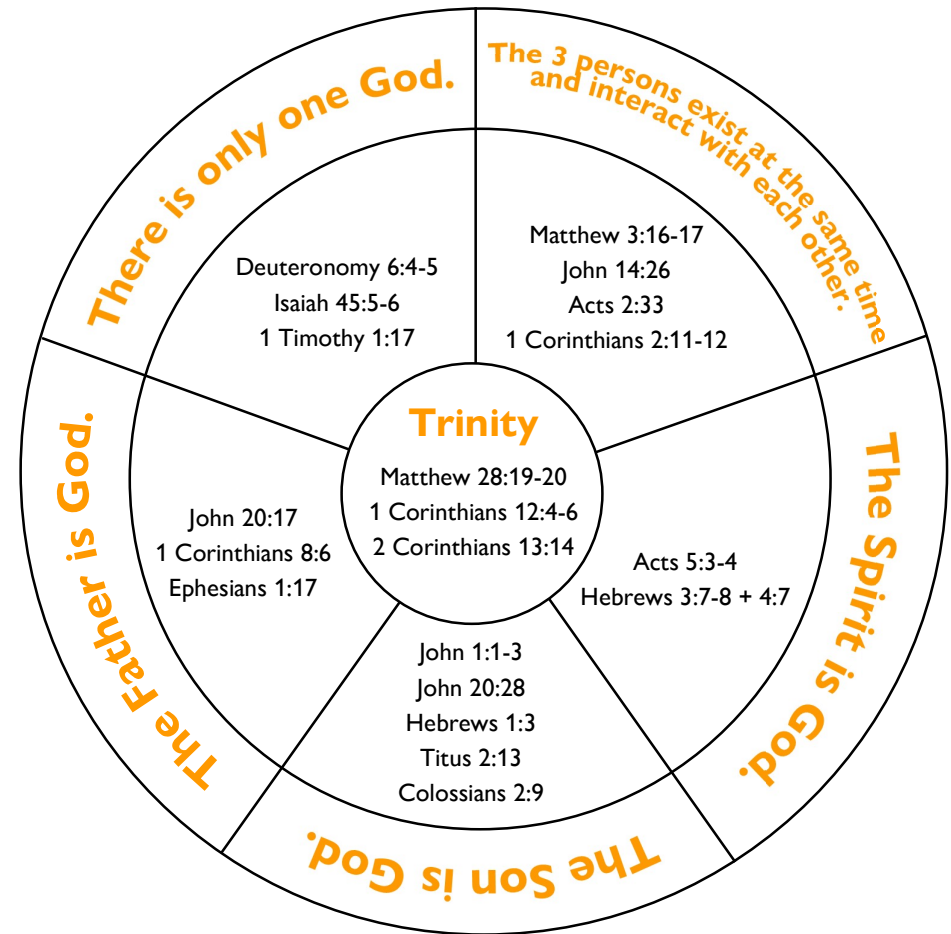 There is only one God.
Deuteronomy 6:4-5
Isaiah 45:5-6
1 Timothy 1:17
The 3 persons exist at the same time
and interact with each other.
Matthew 3:16-17
John 14:26
Acts 2:33
1 Corinthians 2:11-12
The Spirit is God.
Acts 5:3-4
Hebrews 3:7-8 + 4:7
The Son is God.
John 1:1-3
John 20:28
Hebrews 1:3
Titus 2:13
Colossians 2:9
The Father is God.
John 20:17
1 Corinthians 8:6
Ephesians 1:17
Trinity
Matthew 28:19-20
1 Corinthians 12:4-6
2 Corinthians 13:14